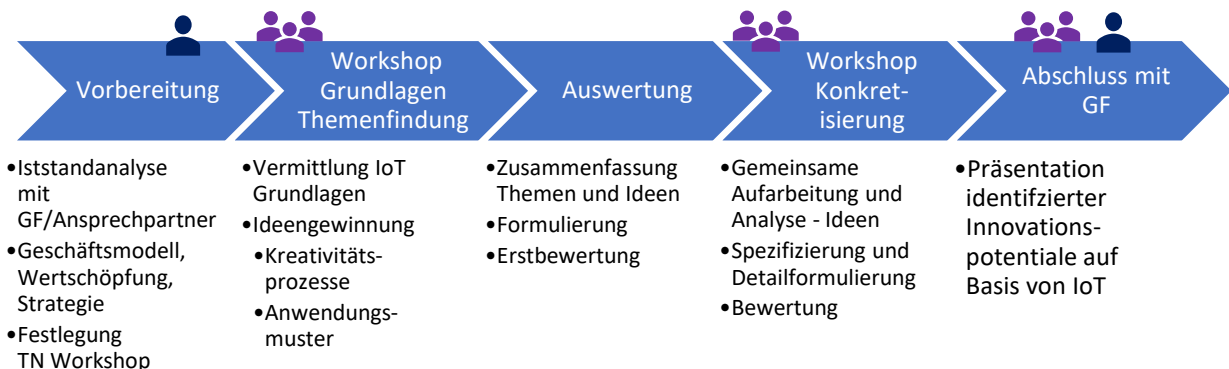 Vorbereitung
Workshop
Grundlagen
Themenfindung
Auswertung
Workshop
Konkret-
isierung
Abschluss mit
GF
•Iststandanalyse
mit
GF/Ansprechpartner
•Geschäftsmodell,
Wertschöpfung,
Strategie
•Festlegung
TN Workshop
•Vermittlung IoT
Grundlagen
•Ideengewinnung
•Kreativitäts-
prozesse
•Anwendungs-
muster
•Zusammenfassung
Themen und Ideen
•Formulierung
•Erstbewertung
•Gemeinsame
Aufarbeitung und
Analyse - Ideen
•Spezifizierung und
Detailformulierung
•Bewertung
•Präsentation
identifzierter
Innovations-
potentiale auf
Basis von IoT